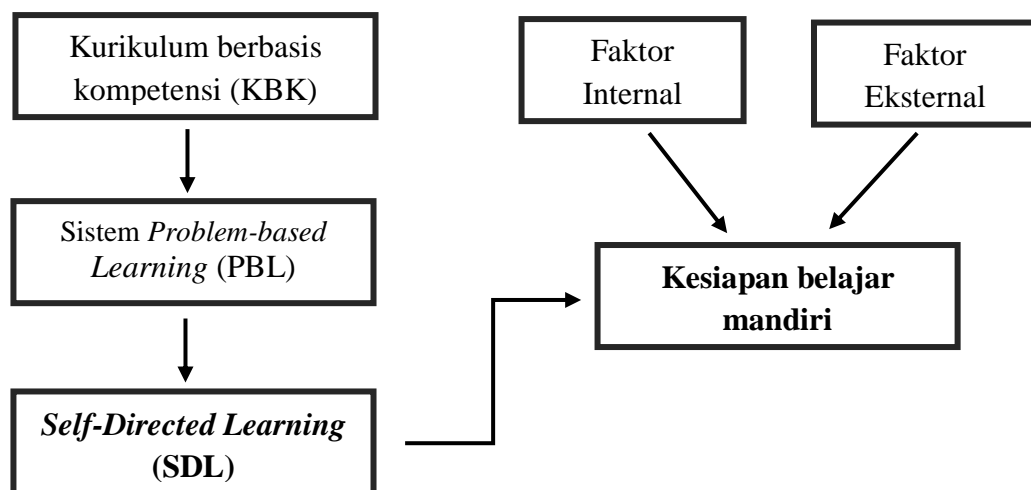 Kurikulum berbasis
kompetensi (KBK)
Faktor
Internal
Faktor
Eksternal
Sistem Problem-based
Learning (PBL)
Kesiapan belajar
mandiri
Self-Directed Learning
(SDL)